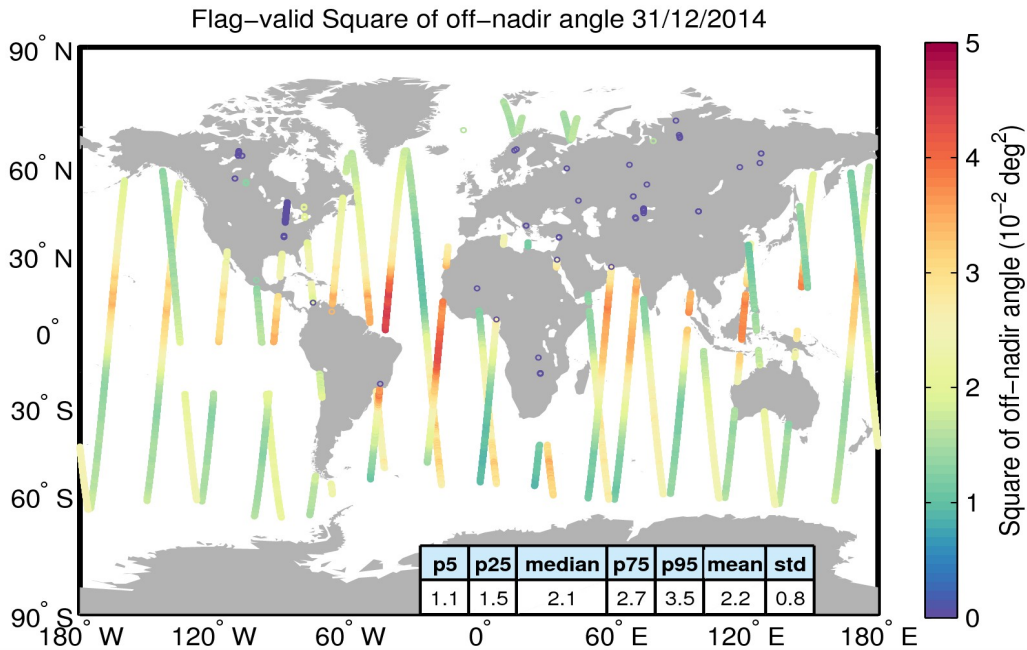 Flag−valid Square of off−nadir angle 31/12/2014
90° N
60° N
30° N
0°
30° S
60° S
90° S
180° W
120° W
60° W
0°
60° E
120° E
180° E
p5 p25 median p75 p95 mean std
1.1 1.5 2.1 2.7 3.5 2.2 0.8
5
4
3
2
1
0
Square of off−nadir angle (10⁻² deg²)